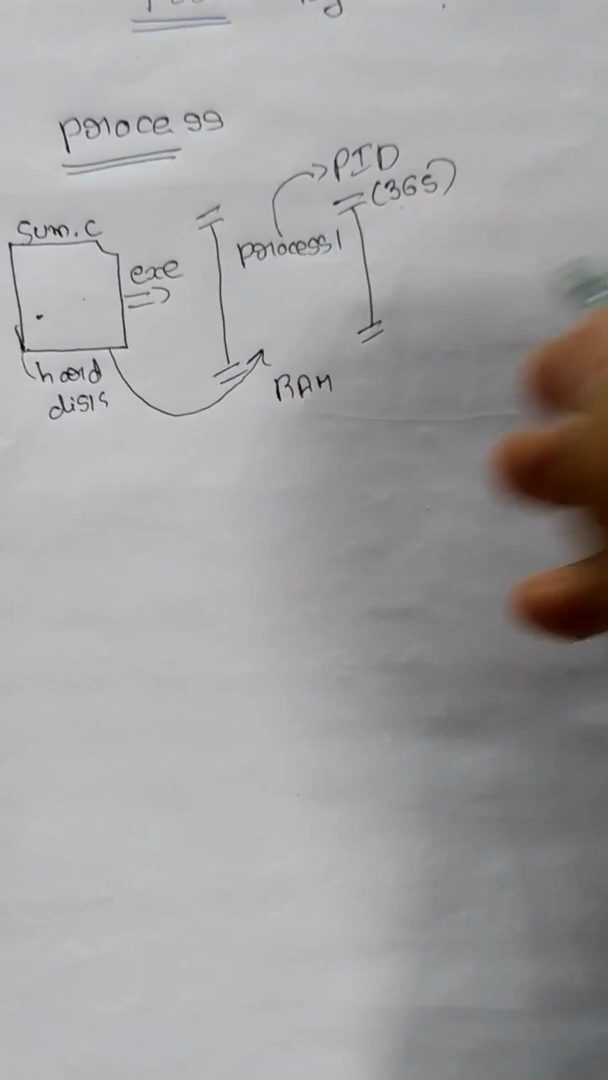 process
PID
(365)
sum.c
process1
exe
hard
disk
RAM